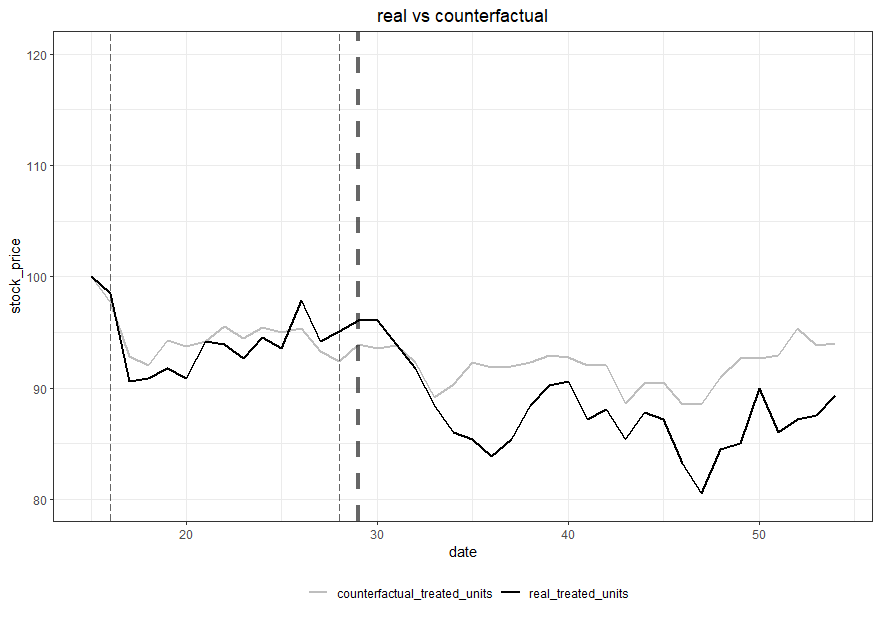 real vs counterfactual
120
110
100
90
80
stock_price
20 30 40 50
date
counterfactual_treated_units real_treated_units